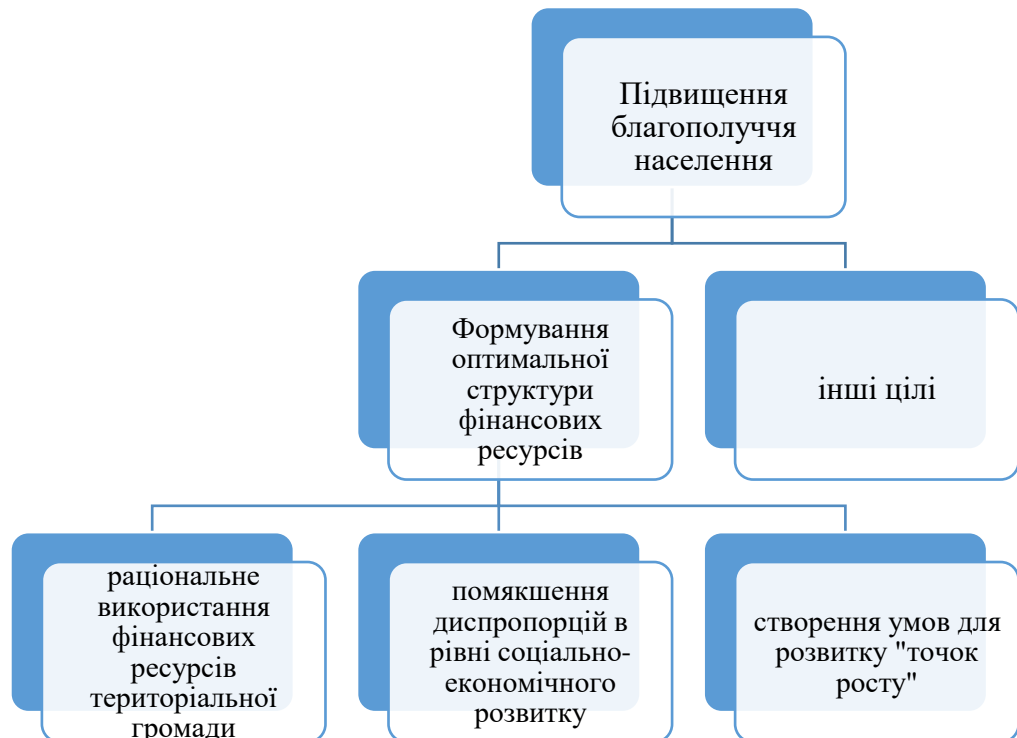 Підвищення
благополуччя
населення
Формування
оптимальної
структури
фінансових
ресурсів
інші цілі
раціональне
використання
фінансових
ресурсів
територіальної
громади
помякшення
диспропорцій в
рівні соціально-
економічного
розвитку
створення умов для
розвитку "точок
росту"